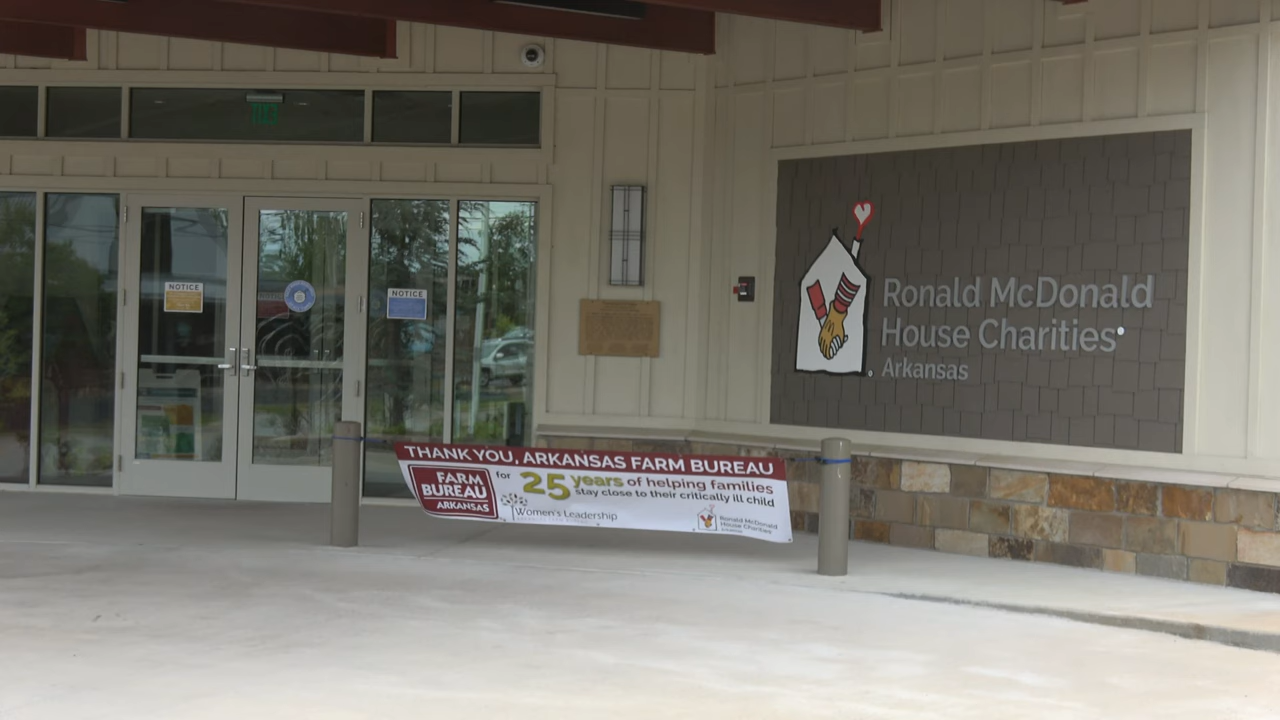 NOTICE
NOTICE
Ronald McDonald
House Charities®
Arkansas
THANK YOU, ARKANSAS FARM BUREAU
FARM
BUREAU
ARKANSAS
for 25 years of helping families
stay close to their critically ill child
Women's Leadership
Ronald McDonald
House Charities